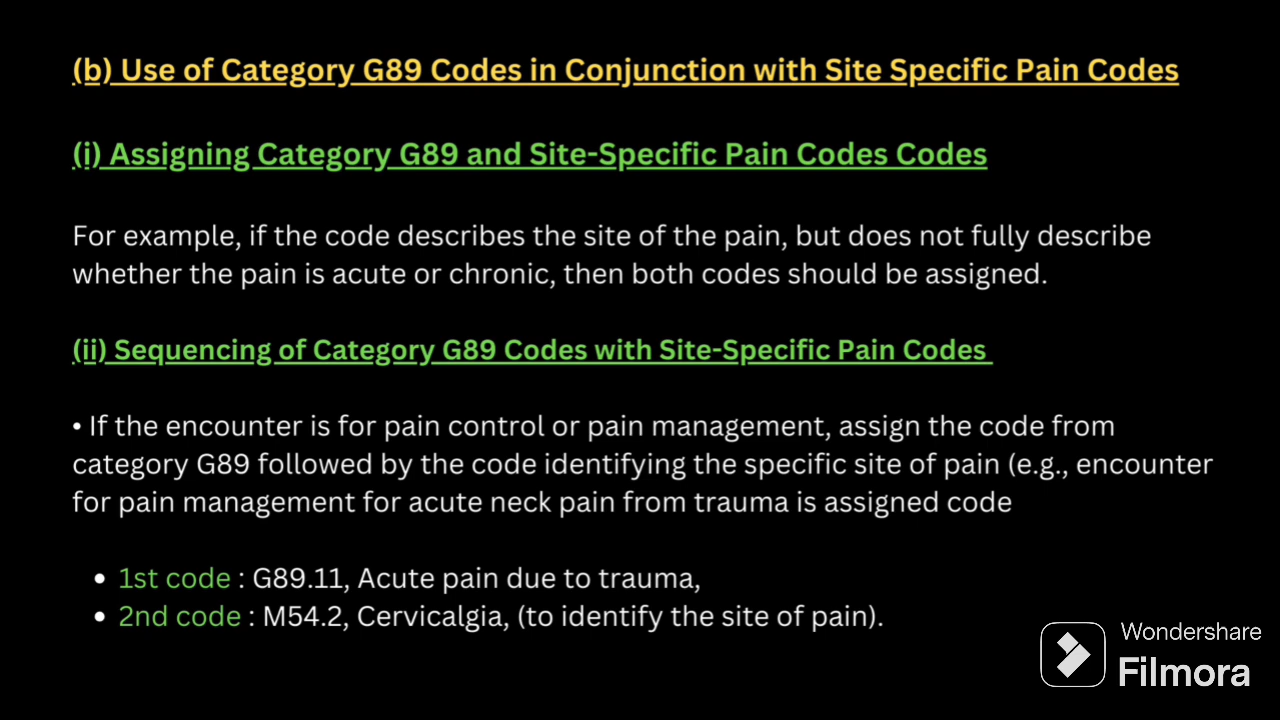 (b) Use of Category G89 Codes in Conjunction with Site Specific Pain Codes
(i) Assigning Category G89 and Site-Specific Pain Codes Codes
For example, if the code describes the site of the pain, but does not fully describe
whether the pain is acute or chronic, then both codes should be assigned.
(ii) Sequencing of Category G89 Codes with Site-Specific Pain Codes
• If the encounter is for pain control or pain management, assign the code from
category G89 followed by the code identifying the specific site of pain (e.g., encounter
for pain management for acute neck pain from trauma is assigned code
• 1st code : G89.11, Acute pain due to trauma,
• 2nd code : M54.2, Cervicalgia, (to identify the site of pain).
Wondershare
Filmora